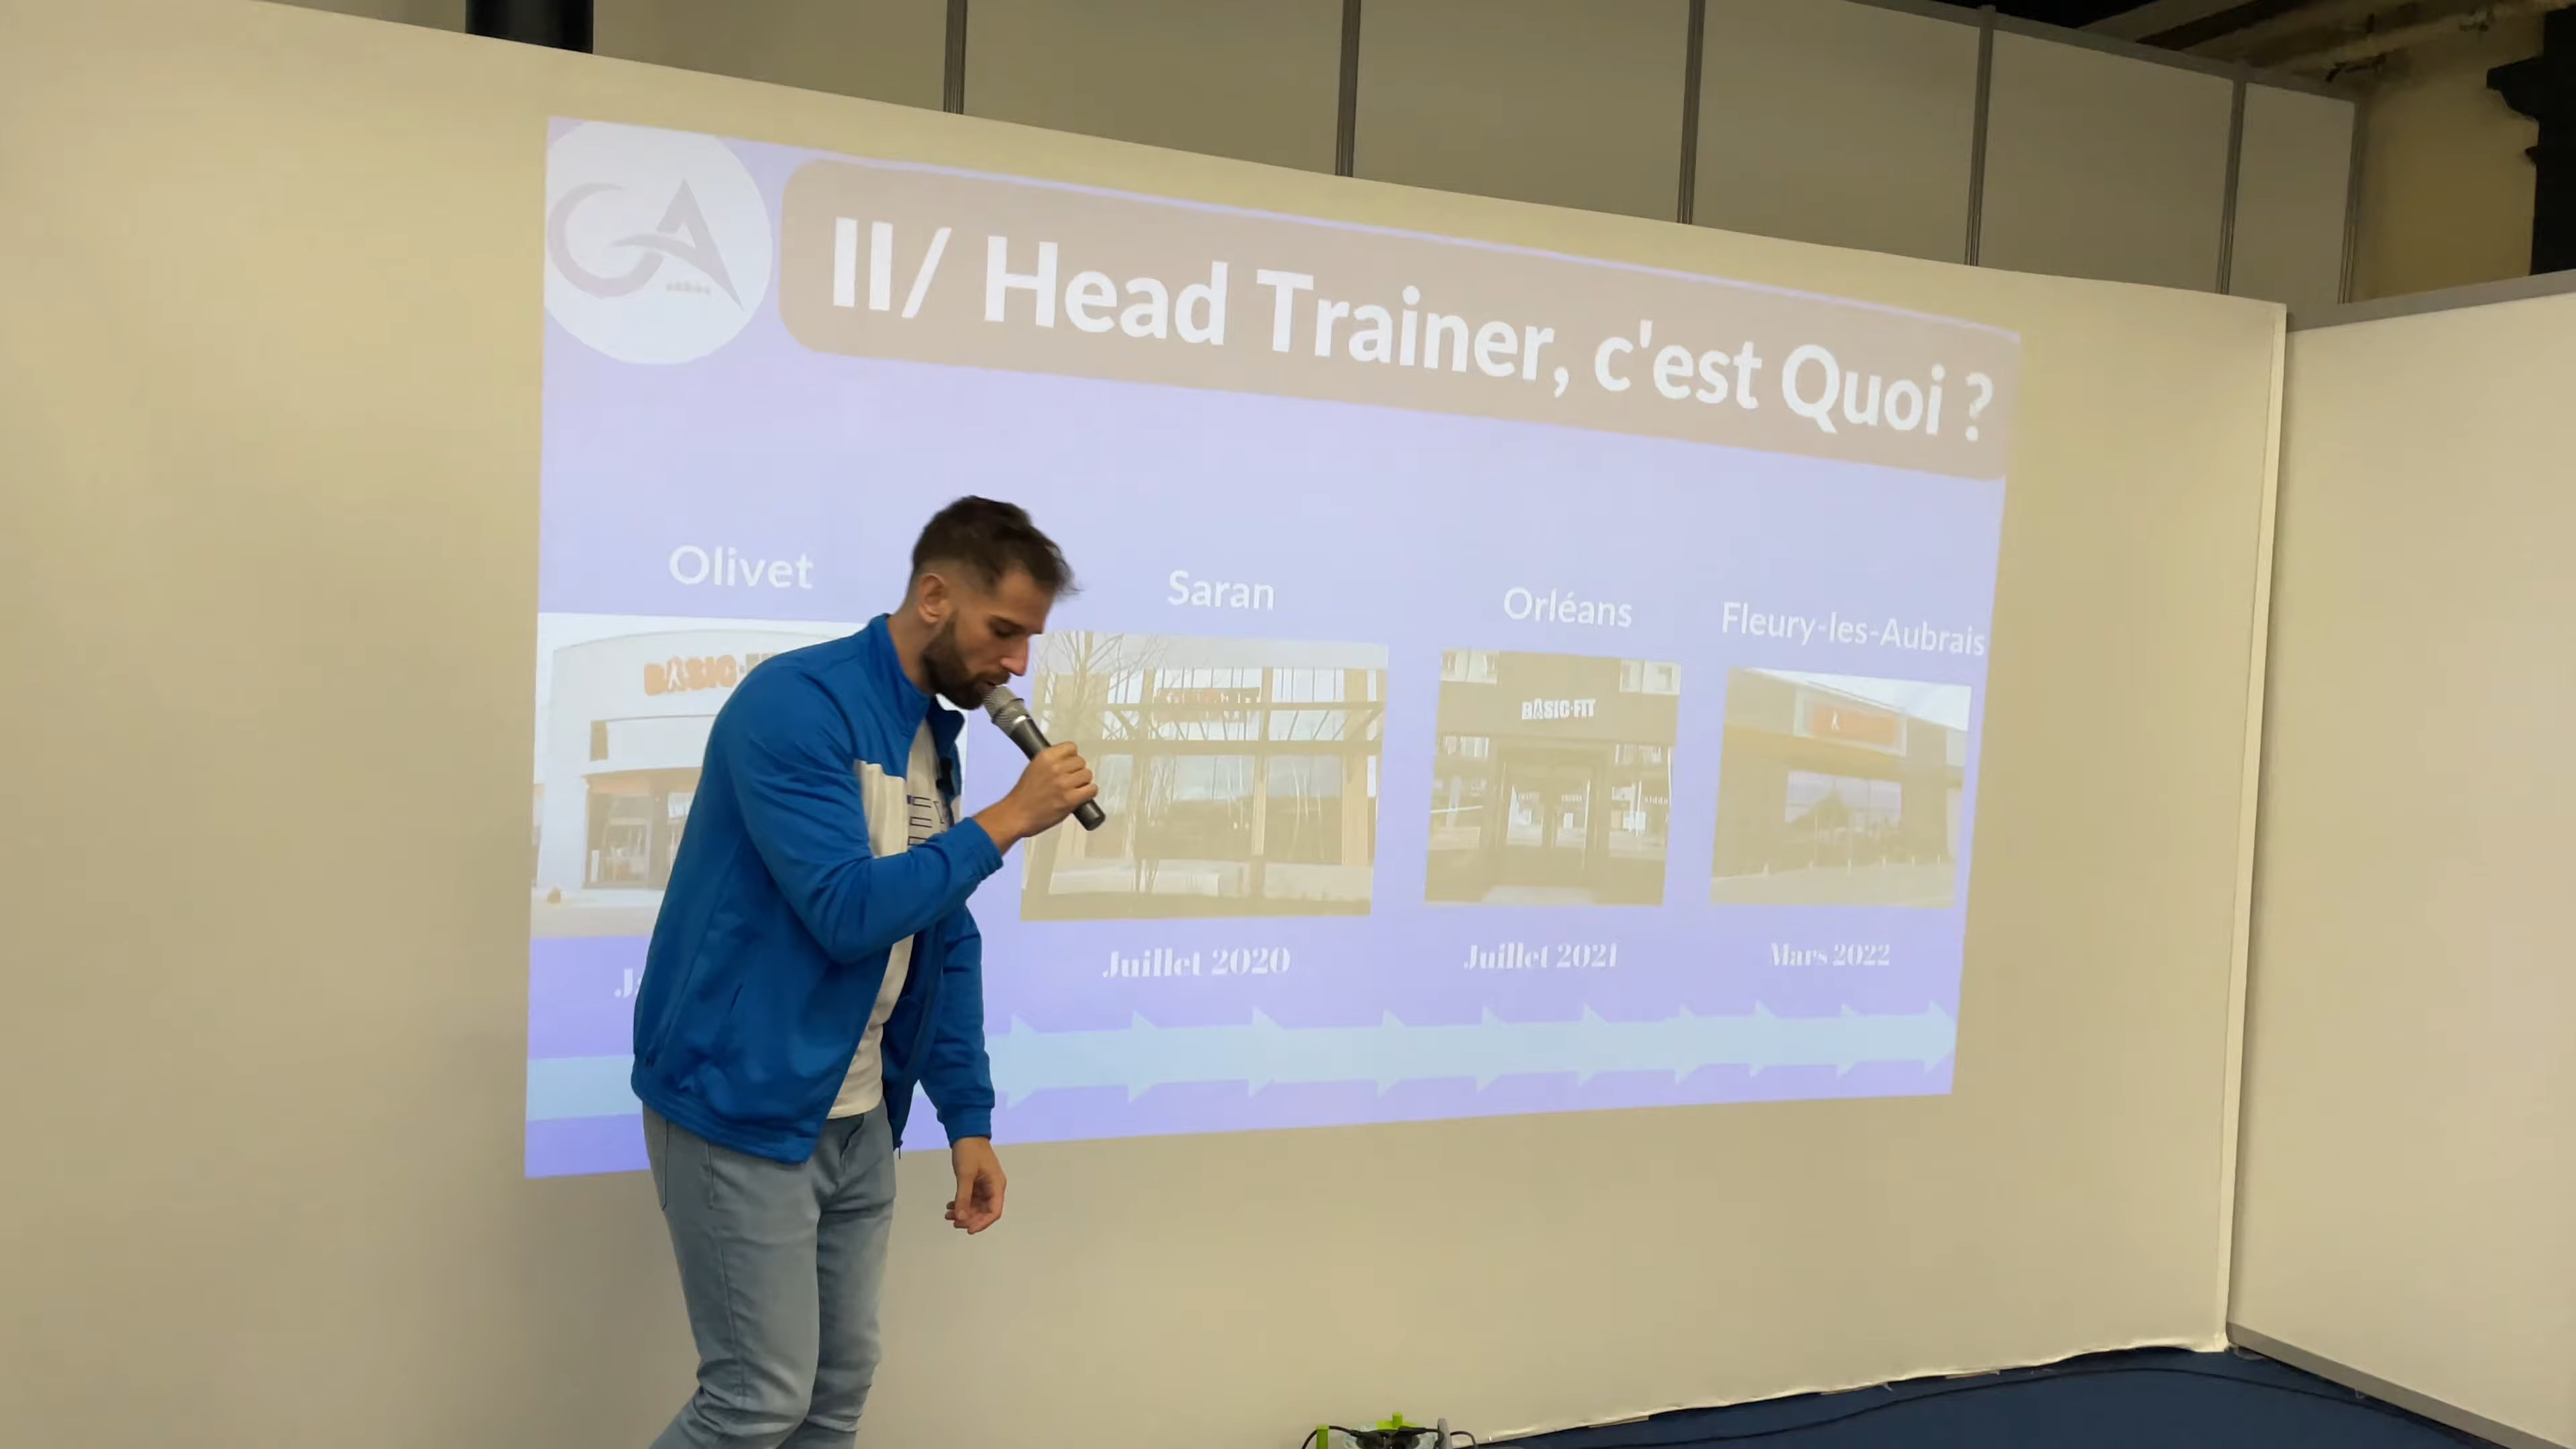 II/ Head Trainer, c'est Quoi ?
Olivet
Saran
Orléans
Fleury-les-Aubrais
BASIC-FIT
Juillet 2020
Juillet 2021
Mars 2022